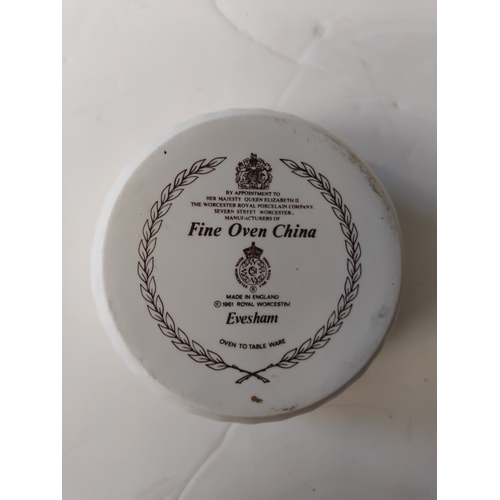 BY APPOINTMENT TO
HER MAJESTY QUEEN ELIZABETH II
THE WORCESTER ROYAL PORCELAIN COMPANY.
SEVERN STREET WORCESTER.
MANUFACTURERS OF
Fine Oven China
MADE IN ENGLAND
© 1961 ROYAL WORCESTER
Evesham
OVEN TO TABLE WARE